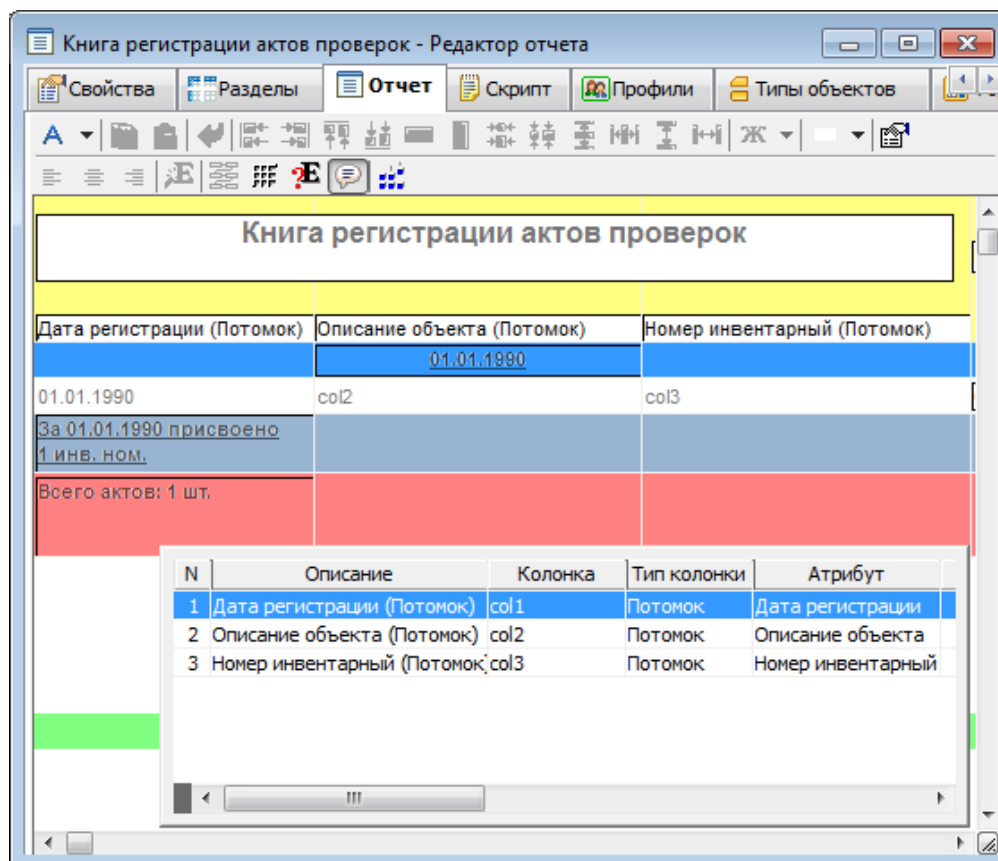 Книга регистрации актов проверок - Редактор отчета
Свойства Разделы Отчет Скрипт Профили Типы объектов
А Ж
Е ?Е
Книга регистрации актов проверок
Дата регистрации (Потомок) Описание объекта (Потомок) Номер инвентарный (Потомок)
01.01.1990
01.01.1990 col2 col3
За 01.01.1990 присвоено
1 инв. ном.
Всего актов: 1 шт.
N Описание Колонка Тип колонки Атрибут
1 Дата регистрации (Потомок) col1 Потомок Дата регистрации
2 Описание объекта (Потомок) col2 Потомок Описание объекта
3 Номер инвентарный (Потомок) col3 Потомок Номер инвентарный